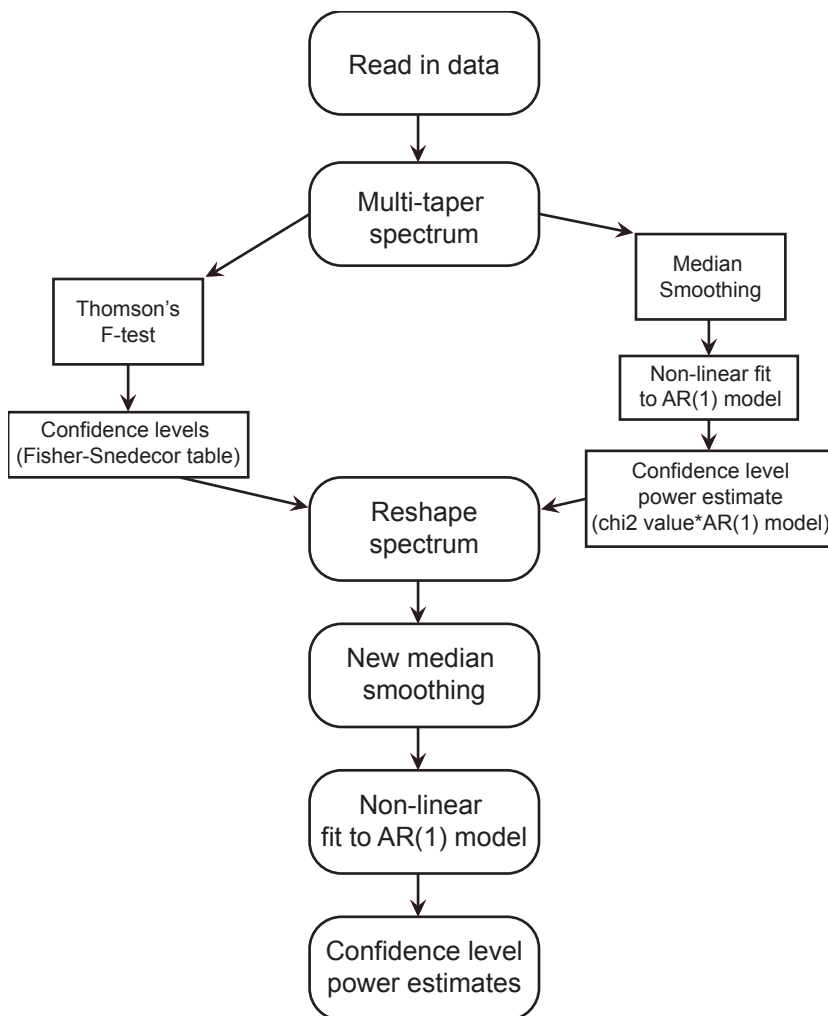 Read in data
Multi-taper
spectrum
Thomson's
F-test
Confidence levels
(Fisher-Snedecor table)
Median
Smoothing
Non-linear fit
to AR(1) model
Confidence level
power estimate
(chi2 value*AR(1) model)
Reshape
spectrum
New median
smoothing
Non-linear
fit to AR(1) model
Confidence level
power estimates